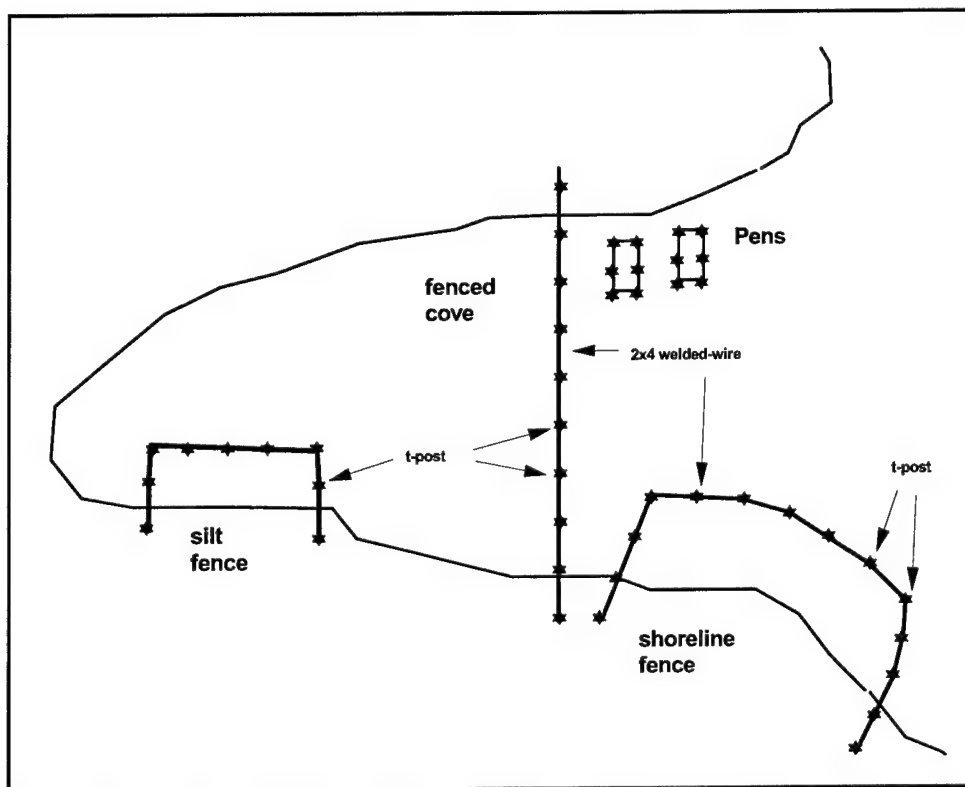 Pens
fenced
cove
2x4 welded-wire
t-post
t-post
silt
fence
shoreline
fence